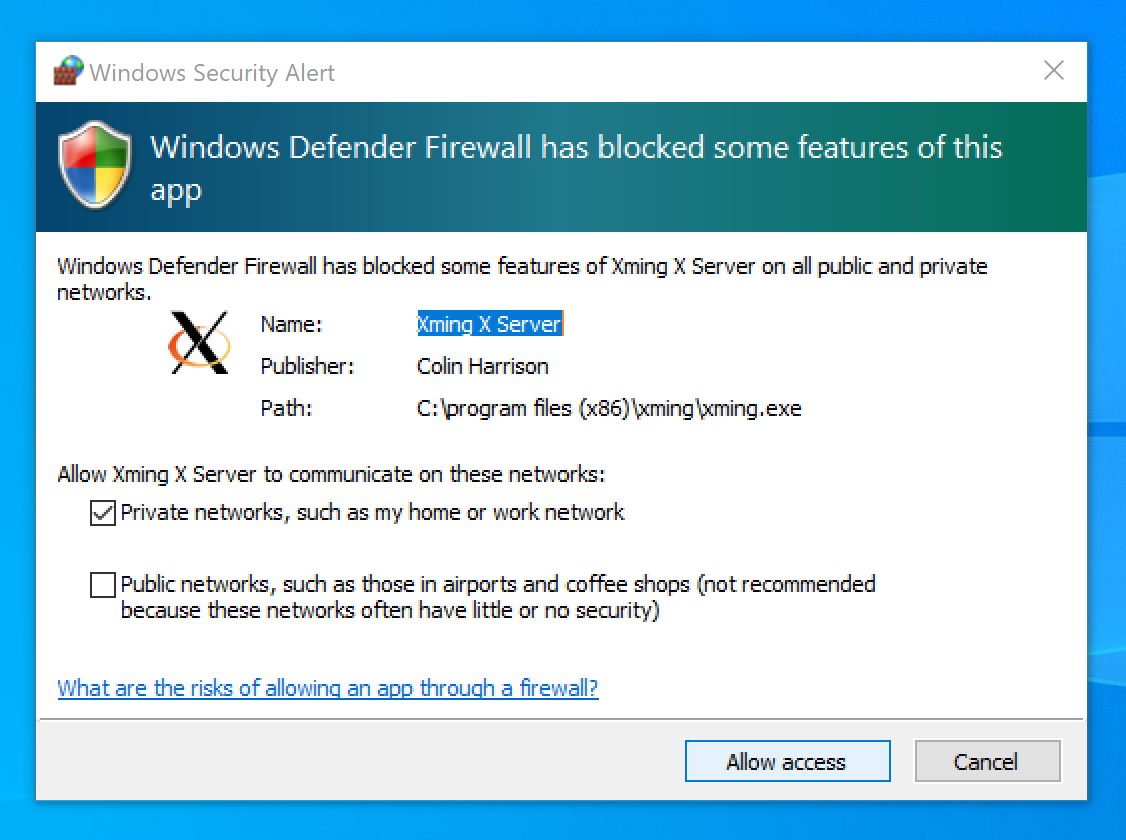 Windows Security Alert
Windows Defender Firewall has blocked some features of this
app
Windows Defender Firewall has blocked some features of Xming X Server on all public and private
networks.
Name: Xming X Server
Publisher: Colin Harrison
Path: C:\program files (x86)\xming\xming.exe
Allow Xming X Server to communicate on these networks:
Private networks, such as my home or work network
Public networks, such as those in airports and coffee shops (not recommended
because these networks often have little or no security)
What are the risks of allowing an app through a firewall?
Allow access Cancel